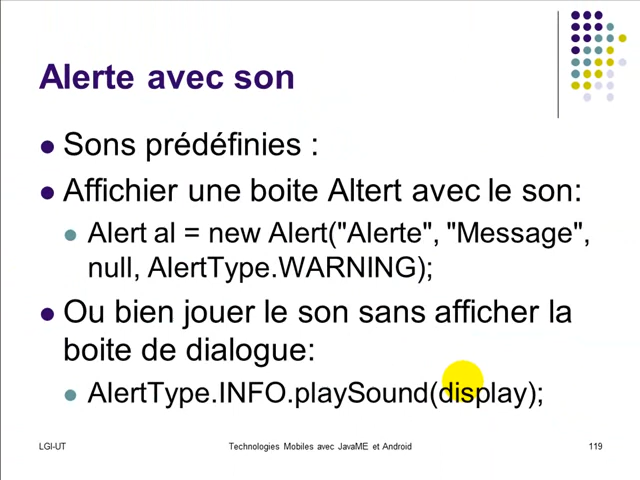 Alerte avec son
Sons prédéfinies :
Affichier une boite Altert avec le son:
Alert al = new Alert("Alerte", "Message",
null, AlertType.WARNING);
Ou bien jouer le son sans afficher la
boite de dialogue:
AlertType.INFO.playSound(display);
LGI-UT
Technologies Mobiles avec JavaME et Android
119